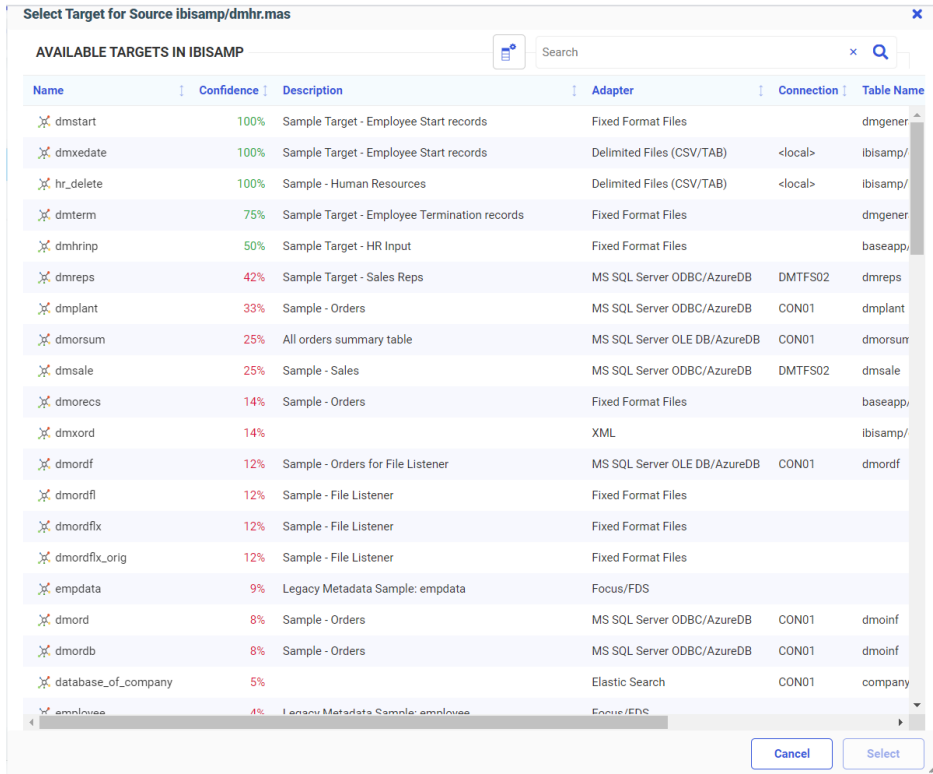 Select Target for Source ibisamp/dmhr.mas
AVAILABLE TARGETS IN IBISAMP
Search
Name Confidence Description Adapter Connection Table Name
dmstart 100% Sample Target - Employee Start records Fixed Format Files dmgener
dmxedate 100% Sample Target - Employee Start records Delimited Files (CSV/TAB) <local> ibisamp/
hr_delete 100% Sample - Human Resources Delimited Files (CSV/TAB) <local> ibisamp/
dmterm 75% Sample Target - Employee Termination records Fixed Format Files dmgener
dmhrinp 50% Sample Target - HR Input Fixed Format Files baseapp/
dmreps 42% Sample Target - Sales Reps MS SQL Server ODBC/AzureDB DMTFS02 dmreps
dmplant 33% Sample - Orders MS SQL Server ODBC/AzureDB CON01 dmplant
dmorsum 25% All orders summary table MS SQL Server OLE DB/AzureDB CON01 dmorsum
dmsale 25% Sample - Sales MS SQL Server ODBC/AzureDB DMTFS02 dmsale
dmorecs 14% Sample - Orders Fixed Format Files baseapp/
dmxord 14% XML ibisamp/
dmordf 12% Sample - Orders for File Listener MS SQL Server OLE DB/AzureDB CON01 dmordf
dmordfl 12% Sample - File Listener Fixed Format Files
dmordflx 12% Sample - File Listener Fixed Format Files
dmordflx_orig 12% Sample - File Listener Fixed Format Files
empdata 9% Legacy Metadata Sample: empdata Focus/FDS
dmord 8% Sample - Orders MS SQL Server ODBC/AzureDB CON01 dmoinf
dmordb 8% Sample - Orders MS SQL Server ODBC/AzureDB CON01 dmoinf
database_of_company 5% Elastic Search CON01 company
employee 4% Legacy Metadata Sample: employee Focus/FDS
Cancel Select